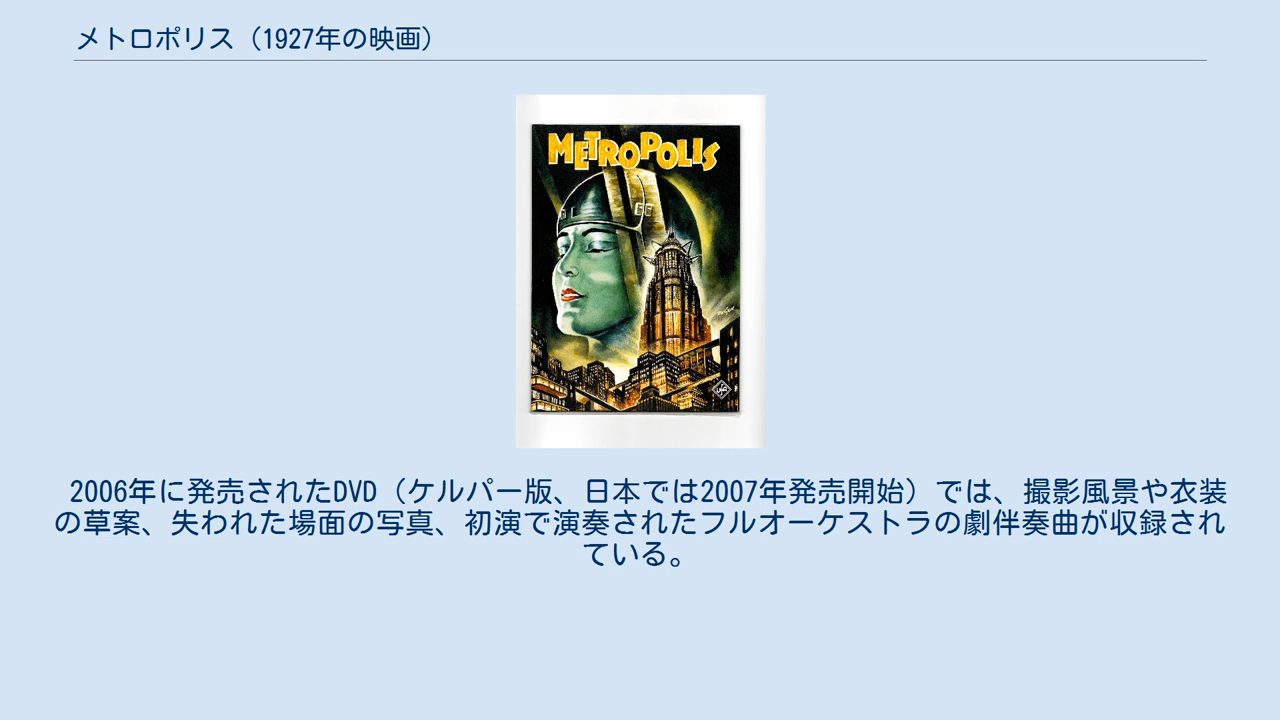 メトロポリス（1927年の映画）
METROPOLIS
2006年に発売されたDVD（ケルパー版、日本では2007年発売開始）では、撮影風景や衣装
の草案、失われた場面の写真、初演で演奏されたフルオーケストラの劇伴奏曲が収録され
ている。